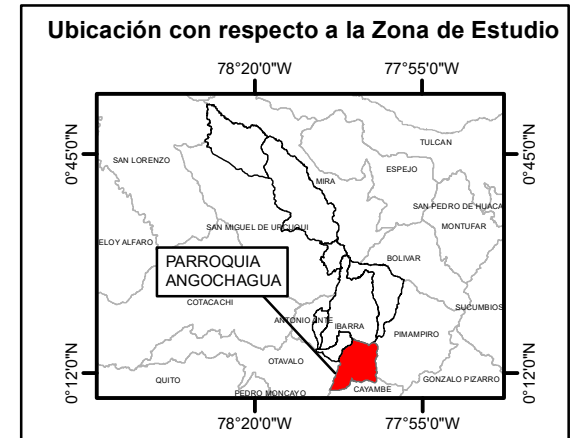 Ubicación con respecto a la Zona de Estudio
78°20'0"W 77°55'0"W
0°45'0"N 0°45'0"N
TULCAN
SAN LORENZO
ESPEJO
MIRA
SAN PEDRO DE HUACA
MONTUFAR
SAN MIGUEL DE URCUQUI
ELOY ALFARO
BOLIVAR
PARROQUIA
ANGOCHAGUA
COTACACHI
SUCUMBIOS
ANTONIO ANTE
IBARRA
PIMAMPIRO
OTAVALO
0°12'0"N 0°12'0"N
QUITO
GONZALO PIZARRO
CAYAMBE
PEDRO MONCAYO
78°20'0"W 77°55'0"W